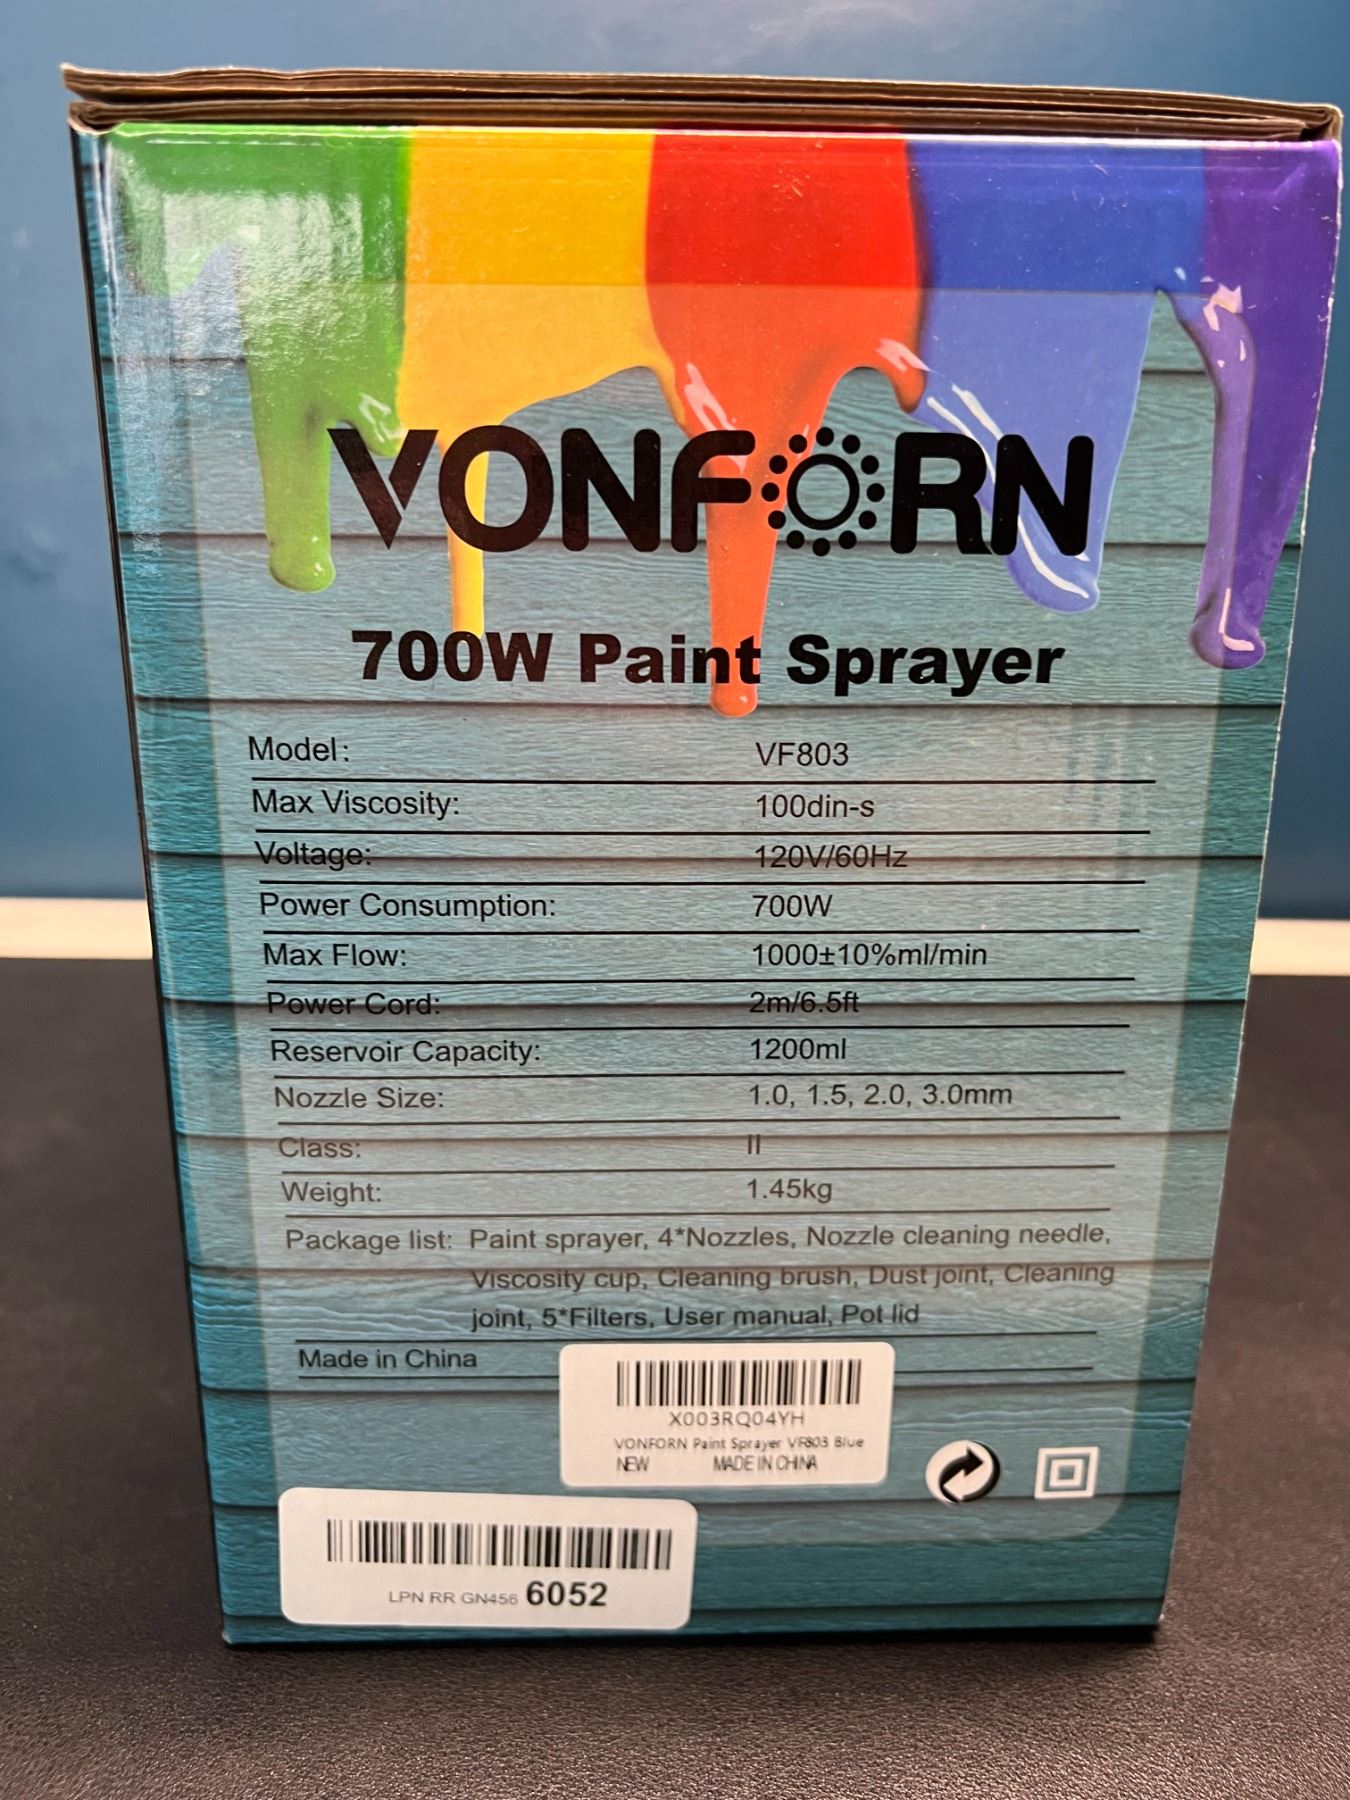 VONFORN
700W Paint Sprayer
Model: VF803
Max Viscosity: 100din-s
Voltage: 120V/60Hz
Power Consumption: 700W
Max Flow: 1000±10%ml/min
Power Cord: 2m/6.5ft
Reservoir Capacity: 1200ml
Nozzle Size: 1.0, 1.5, 2.0, 3.0mm
Class: II
Weight: 1.45kg
Package list: Paint sprayer, 4*Nozzles, Nozzle cleaning needle,
Viscosity cup, Cleaning brush, Dust joint, Cleaning
joint, 5*Filters, User manual, Pot lid
Made in China
X003RQ04YH
VONFORN Paint Sprayer VF803 Blue
NEW MADE IN CHINA
LPN RR GN456 6052